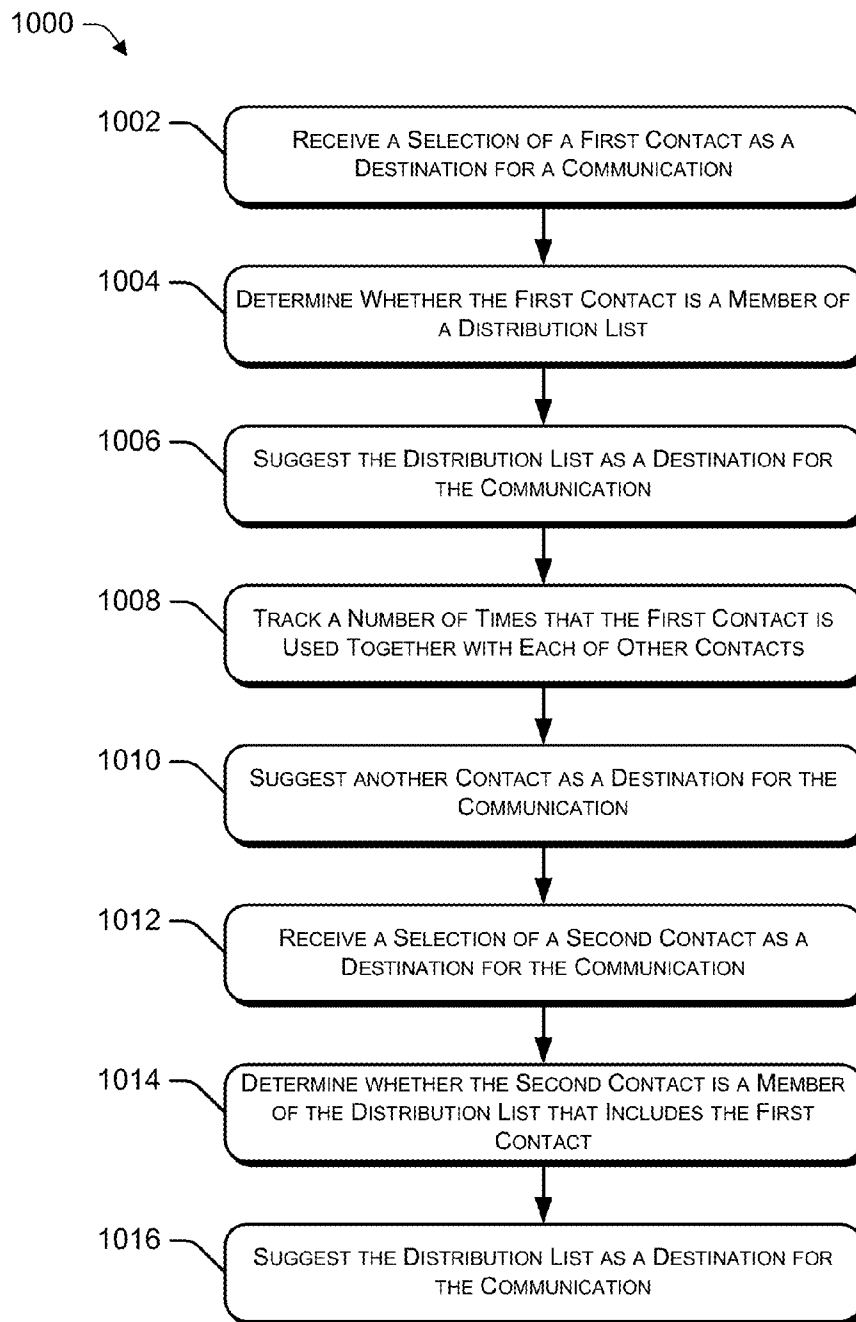 1000
1002
RECEIVE A SELECTION OF A FIRST CONTACT AS A
DESTINATION FOR A COMMUNICATION
1004
DETERMINE WHETHER THE FIRST CONTACT IS A MEMBER OF
A DISTRIBUTION LIST
1006
SUGGEST THE DISTRIBUTION LIST AS A DESTINATION FOR
THE COMMUNICATION
1008
TRACK A NUMBER OF TIMES THAT THE FIRST CONTACT IS
USED TOGETHER WITH EACH OF OTHER CONTACTS
1010
SUGGEST ANOTHER CONTACT AS A DESTINATION FOR THE
COMMUNICATION
1012
RECEIVE A SELECTION OF A SECOND CONTACT AS A
DESTINATION FOR THE COMMUNICATION
1014
DETERMINE WHETHER THE SECOND CONTACT IS A MEMBER
OF THE DISTRIBUTION LIST THAT INCLUDES THE FIRST
CONTACT
1016
SUGGEST THE DISTRIBUTION LIST AS A DESTINATION FOR
THE COMMUNICATION